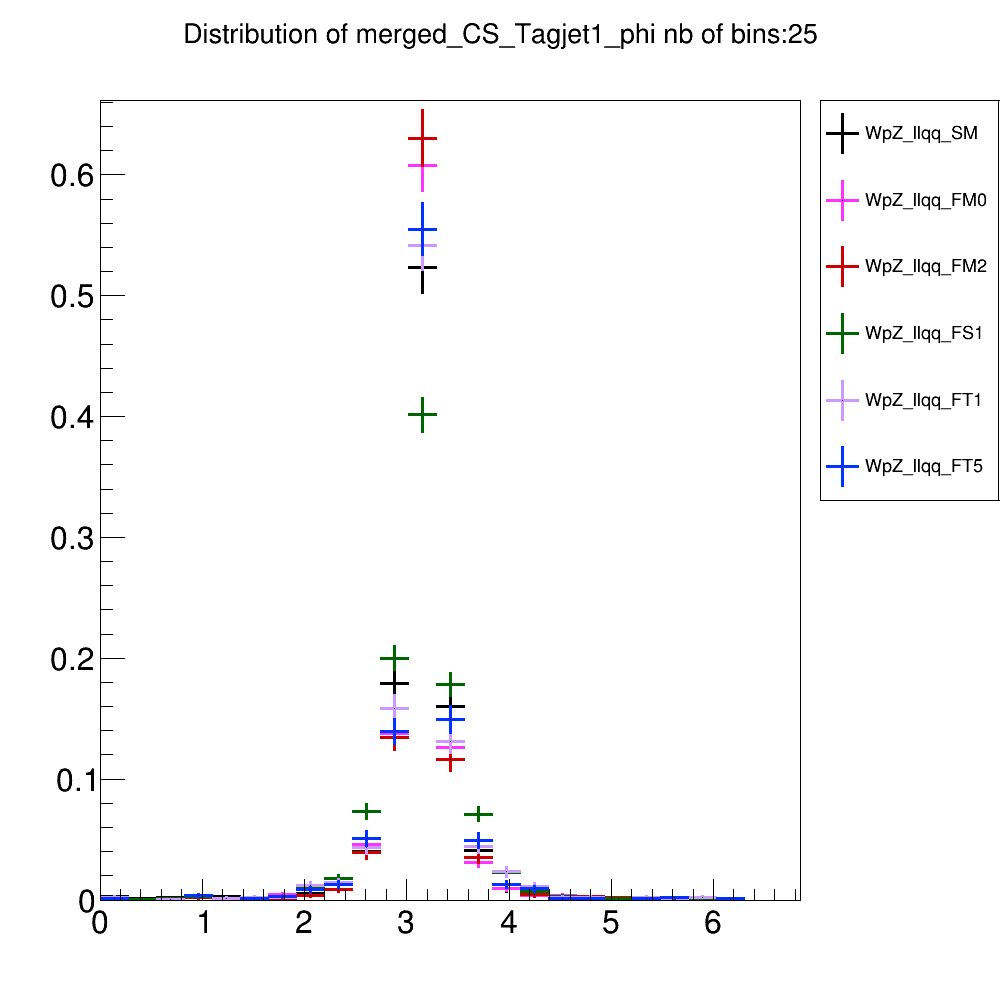 Distribution of merged_CS_Tagjet1_phi nb of bins:25
WpZ_llqq_SM
WpZ_llqq_FM0
WpZ_llqq_FM2
WpZ_llqq_FS1
WpZ_llqq_FT1
WpZ_llqq_FT5
0.6
0.5
0.4
0.3
0.2
0.1
0
0 1 2 3 4 5 6